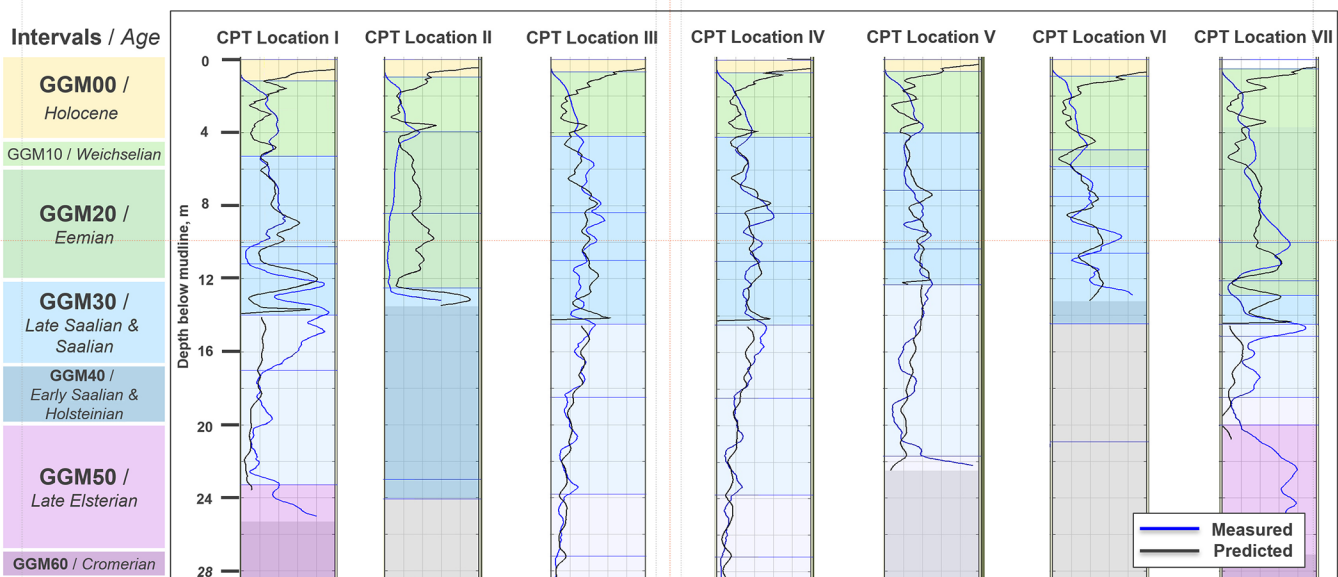 Intervals / Age
CPT Location I
CPT Location II
CPT Location III
CPT Location IV
CPT Location V
CPT Location VI
CPT Location VII
GGM00 /
Holocene
GGM10 / Weichselian
GGM20 /
Eemian
GGM30 /
Late Saalian &
Saalian
GGM40 /
Early Saalian &
Holsteinian
GGM50 /
Late Elsterian
GGM60 / Cromerian
Depth below mudline, m
0
4
8
12
16
20
24
28
Measured
Predicted